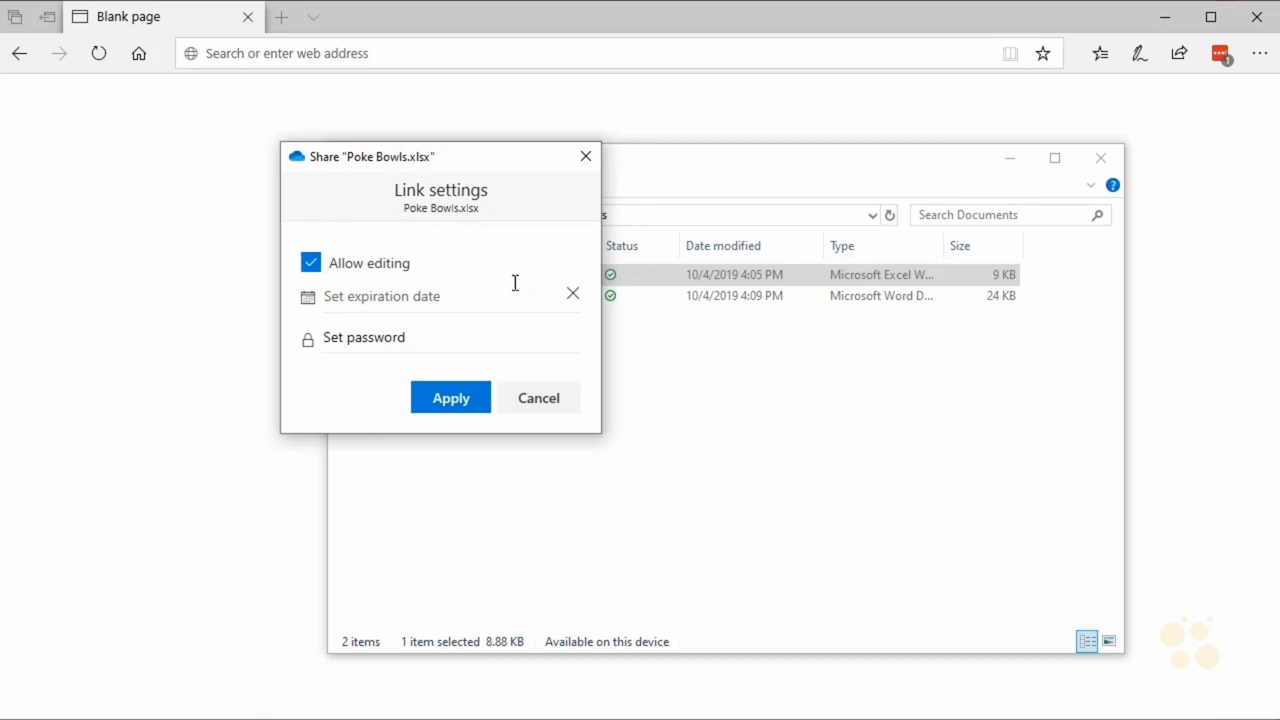 Blank page
Search or enter web address
1
Share "Poke Bowls.xlsx"
Link settings
Poke Bowls.xlsx
Allow editing
Set expiration date
Set password
Apply Cancel
s
Search Documents
Status Date modified Type Size
10/4/2019 4:05 PM Microsoft Excel W... 9 KB
10/4/2019 4:09 PM Microsoft Word D... 24 KB
2 items 1 item selected 8.88 KB Available on this device